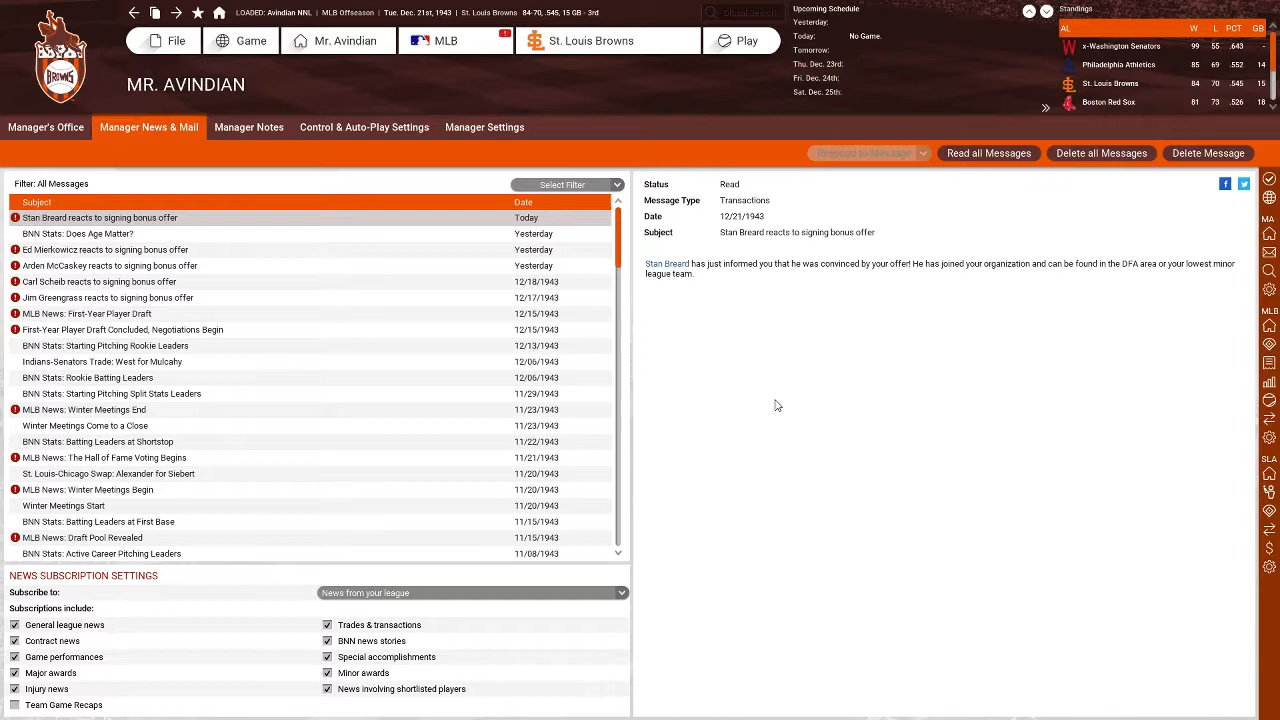 LOADED: Avindian NNL | MLB Offseason | Tue. Dec. 21st, 1943 | St. Louis Browns 84-70, .545, 15 GB - 3rd
Global Search
File
Game
Mr. Avindian
MLB
St. Louis Browns
Play
BROWNS
MR. AVINDIAN
Upcoming Schedule
Yesterday:
Today: No Game.
Tomorrow:
Thu. Dec. 23rd:
Fri. Dec. 24th:
Sat. Dec. 25th:
Standings
AL W L PCT GB
x-Washington Senators 99 55 .643 -
Philadelphia Athletics 85 69 .552 14
St. Louis Browns 84 70 .545 15
Boston Red Sox 81 73 .526 18
Manager's Office
Manager News & Mail
Manager Notes
Control & Auto-Play Settings
Manager Settings
Respond to Message
Read all Messages
Delete all Messages
Delete Message
Filter: All Messages
Select Filter
Subject Date
Stan Breard reacts to signing bonus offer Today
BNN Stats: Does Age Matter? Yesterday
Ed Mierkowicz reacts to signing bonus offer Yesterday
Arden McCaskey reacts to signing bonus offer Yesterday
Carl Scheib reacts to signing bonus offer 12/18/1943
Jim Greengrass reacts to signing bonus offer 12/17/1943
MLB News: First-Year Player Draft 12/15/1943
First-Year Player Draft Concluded, Negotiations Begin 12/15/1943
BNN Stats: Starting Pitching Rookie Leaders 12/13/1943
Indians-Senators Trade: West for Mulcahy 12/06/1943
BNN Stats: Rookie Batting Leaders 12/06/1943
BNN Stats: Starting Pitching Split Stats Leaders 11/29/1943
MLB News: Winter Meetings End 11/23/1943
Winter Meetings Come to a Close 11/23/1943
BNN Stats: Batting Leaders at Shortstop 11/22/1943
MLB News: The Hall of Fame Voting Begins 11/21/1943
St. Louis-Chicago Swap: Alexander for Siebert 11/20/1943
MLB News: Winter Meetings Begin 11/20/1943
Winter Meetings Start 11/20/1943
BNN Stats: Batting Leaders at First Base 11/15/1943
MLB News: Draft Pool Revealed 11/15/1943
BNN Stats: Active Career Pitching Leaders 11/08/1943
NEWS SUBSCRIPTION SETTINGS
Subscribe to: News from your league
Subscriptions include:
General league news Trades & transactions
Contract news BNN news stories
Game performances Special accomplishments
Major awards Minor awards
Injury news News involving shortlisted players
Team Game Recaps
Status Read
Message Type Transactions
Date 12/21/1943
Subject Stan Breard reacts to signing bonus offer
Stan Breard has just informed you that he was convinced by your offer! He has joined your organization and can be found in the DFA area or your lowest minor
league team.
MA
MLB
SLA